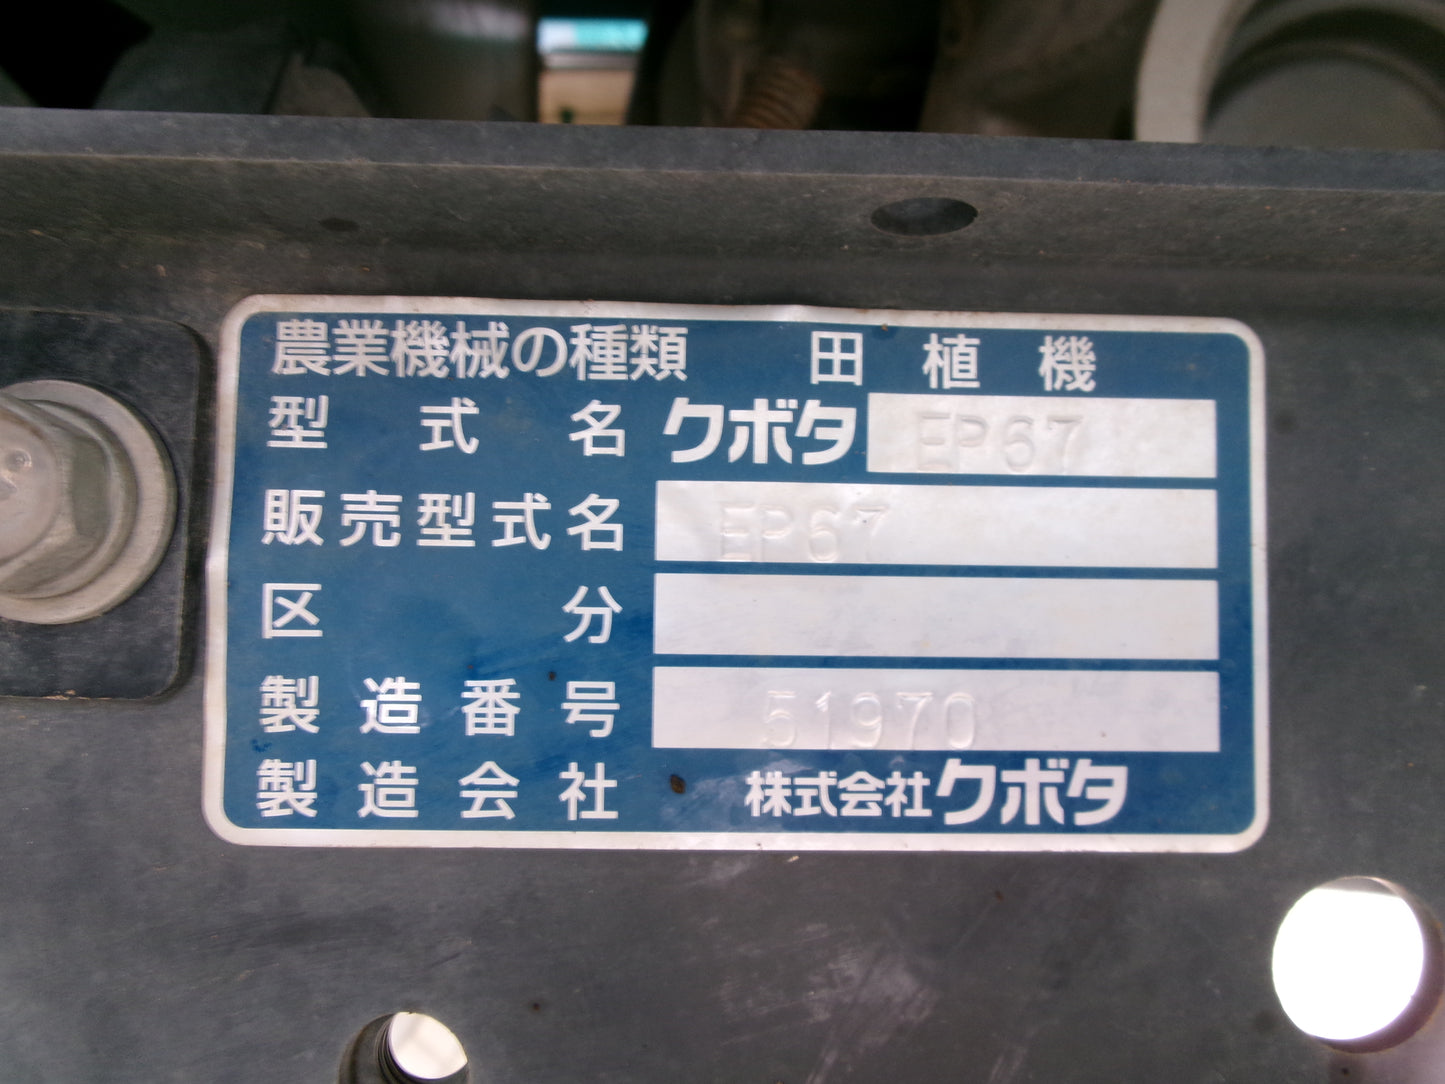 農業機械の種類 田植機
型式名 クボタ EP67
販売型式名 EP67
区分
製造番号 51970
製造会社 株式会社クボタ